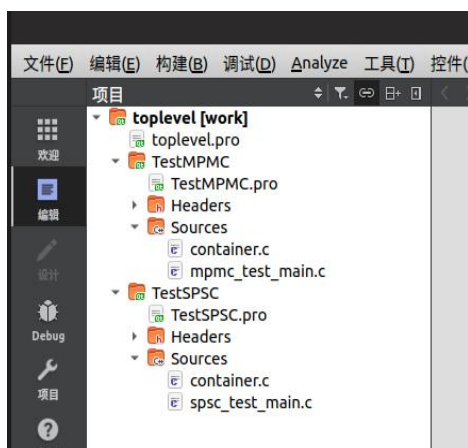 文件(F) 编辑(E) 构建(B) 调试(D) Analyze 工具(T) 控件(
项目
欢迎
编辑
设计
Debug
项目
toplevel [work]
toplevel.pro
TestMPMC
TestMPMC.pro
Headers
Sources
container.c
mpmc_test_main.c
TestSPSC
TestSPSC.pro
Headers
Sources
container.c
spsc_test_main.c